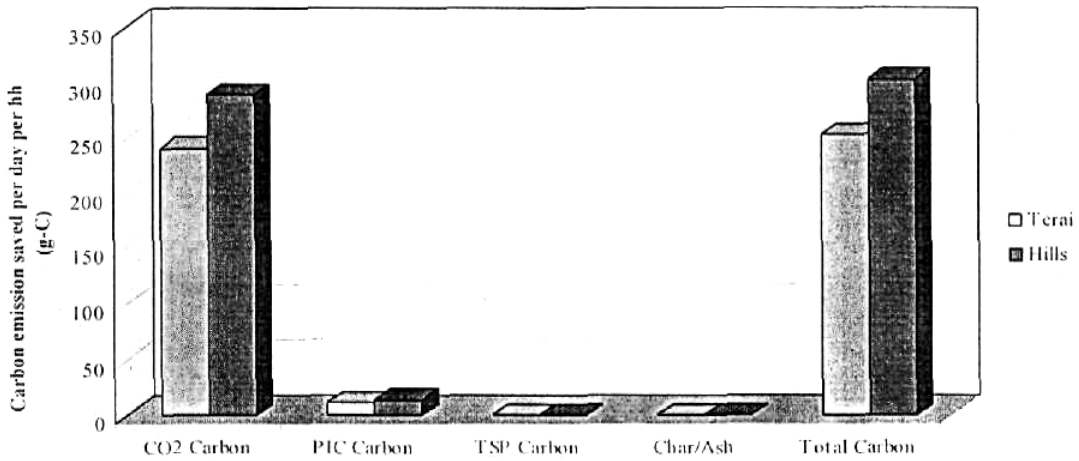 350
300
250
200
150
100
50
0
Carbon emission saved per day per hh
(g-C)
CO2 Carbon
PIC Carbon
TSP Carbon
Char/Ash
Total Carbon
Terai
Hills